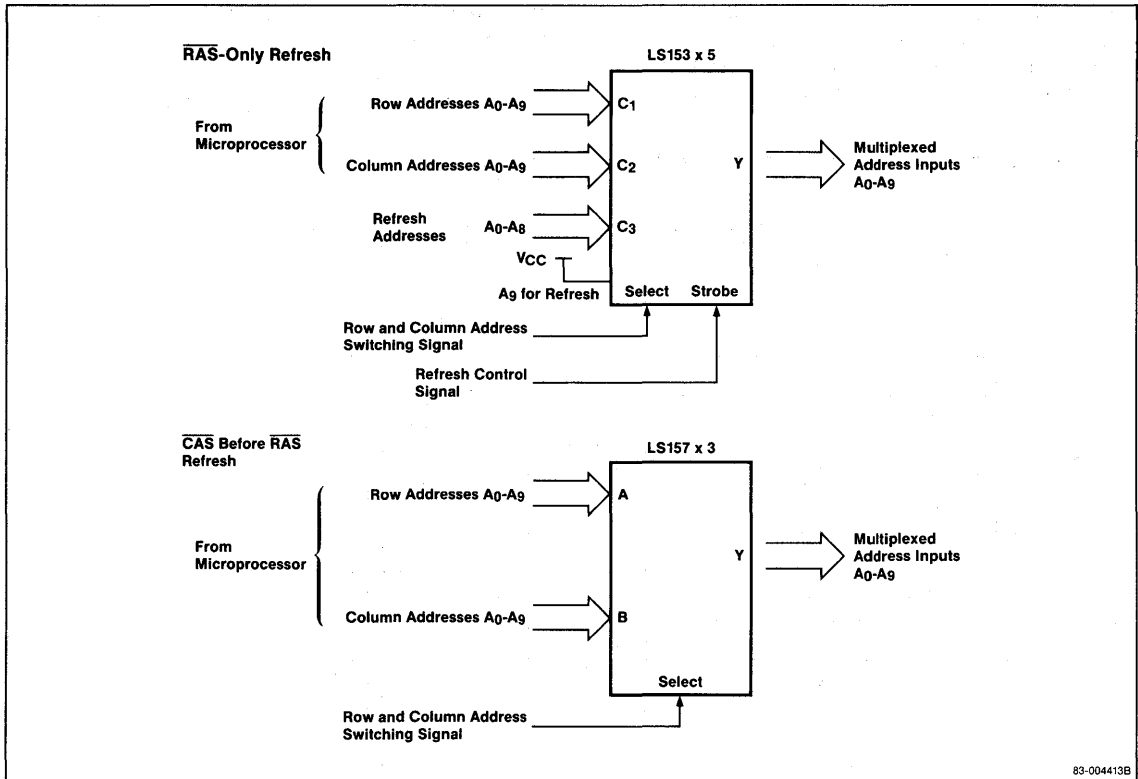 R̅A̅S̅-Only Refresh
LS153 x 5
Row Addresses A0-A9
C1
From
Microprocessor
Column Addresses A0-A9
C2
Y
Multiplexed
Address Inputs
A0-A9
Refresh
Addresses
A0-A8
C3
VCC
A9 for Refresh
Select
Strobe
Row and Column Address
Switching Signal
Refresh Control
Signal
C̅A̅S̅ Before R̅A̅S̅
Refresh
LS157 x 3
Row Addresses A0-A9
A
From
Microprocessor
Y
Multiplexed
Address Inputs
A0-A9
Column Addresses A0-A9
B
Select
Row and Column Address
Switching Signal
83-004413B